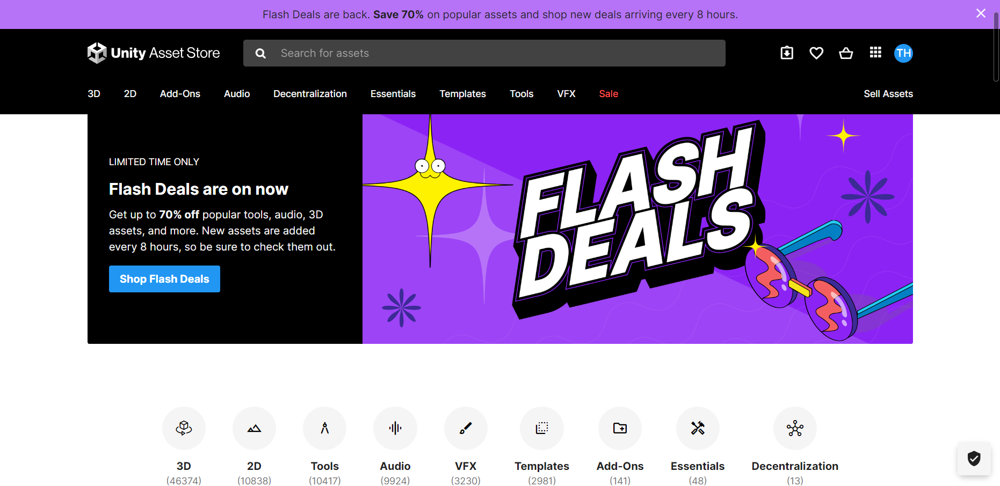 Flash Deals are back. Save 70% on popular assets and shop new deals arriving every 8 hours.
Unity Asset Store
Search for assets
TH
3D 2D Add-Ons Audio Decentralization Essentials Templates Tools VFX Sale Sell Assets
LIMITED TIME ONLY
Flash Deals are on now
Get up to 70% off popular tools, audio, 3D
assets, and more. New assets are added
every 8 hours, so be sure to check them out.
Shop Flash Deals
FLASH
DEALS
3D 2D Tools Audio VFX Templates Add-Ons Essentials Decentralization
(46374) (10838) (10417) (9924) (3230) (2981) (141) (48) (13)